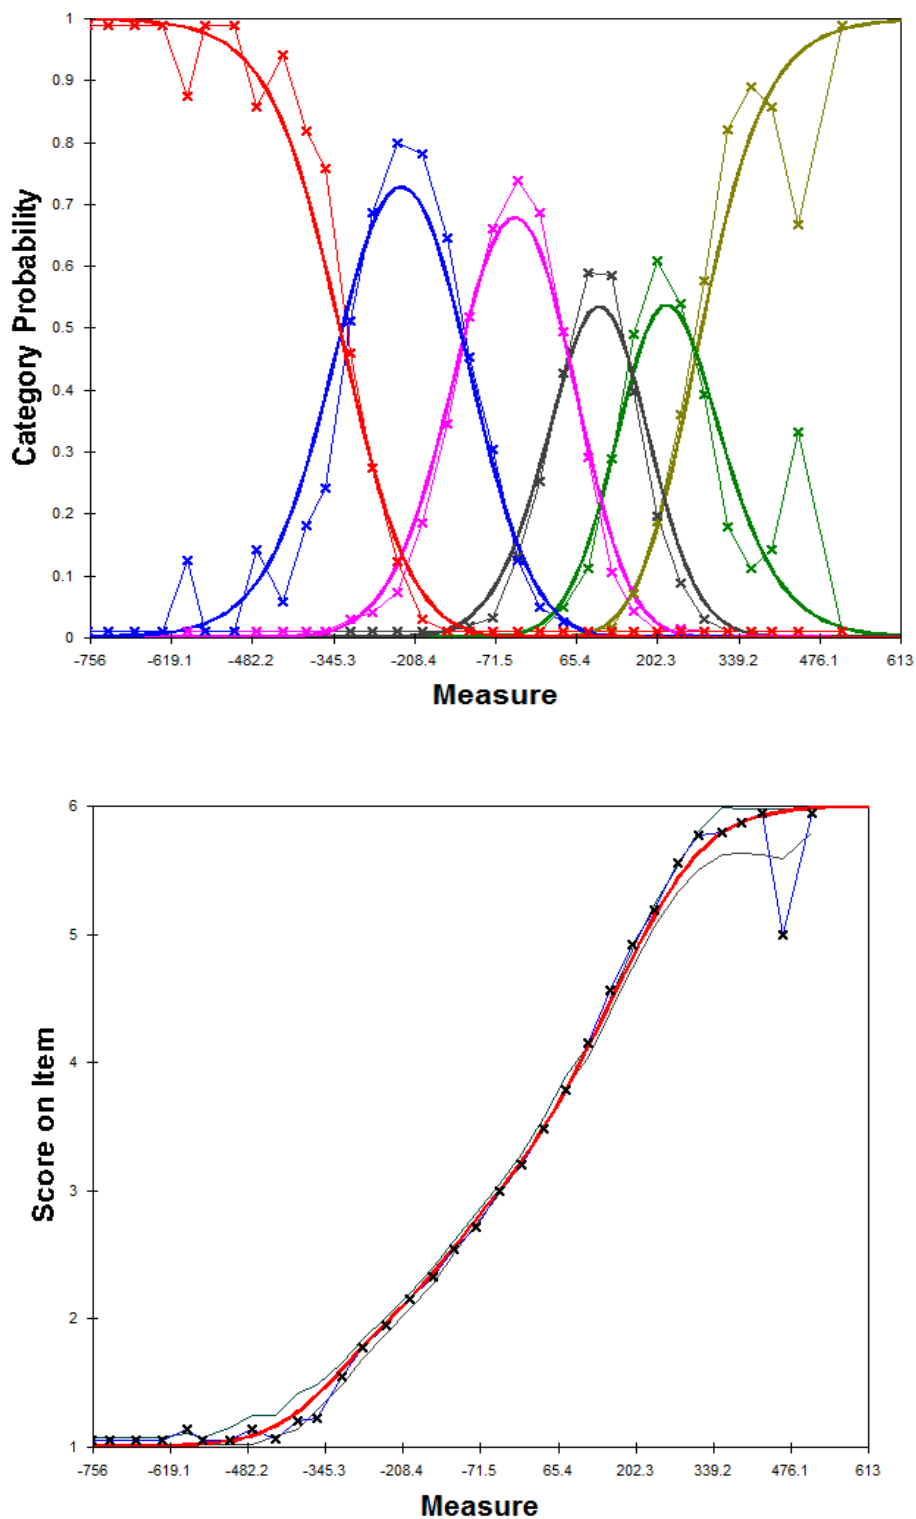 1
0.9
0.8
0.7
0.6
0.5
0.4
0.3
0.2
0.1
0
Category Probability
-756 -619.1 -482.2 -345.3 -208.4 -71.5 65.4 202.3 339.2 476.1 613
Measure
6
5
4
3
2
1
Score on Item
-756 -619.1 -482.2 -345.3 -208.4 -71.5 65.4 202.3 339.2 476.1 613
Measure